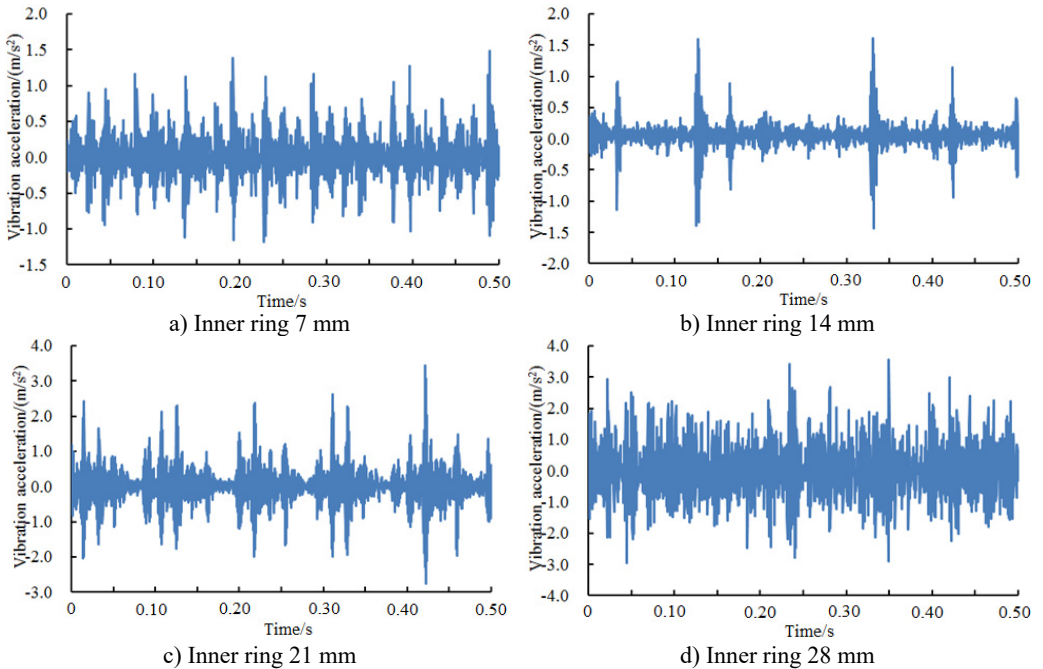 Vibration acceleration/(m/s²)
2.0
1.5
1.0
0.5
0.0
-0.5
-1.0
-1.5
0 0.10 0.20 0.30 0.40 0.50
Time/s
a) Inner ring 7 mm
Vibration acceleration/(m/s²)
2.0
1.5
1.0
0.5
0.0
-0.5
-1.0
-1.5
-2.0
0 0.10 0.20 0.30 0.40 0.50
Time/s
b) Inner ring 14 mm
Vibration acceleration/(m/s²)
4.0
3.0
2.0
1.0
0.0
-1.0
-2.0
-3.0
0 0.10 0.20 0.30 0.40 0.50
Time/s
c) Inner ring 21 mm
Vibration acceleration/(m/s²)
4.0
3.0
2.0
1.0
0.0
-1.0
-2.0
-3.0
-4.0
0 0.10 0.20 0.30 0.40 0.50
Time/s
d) Inner ring 28 mm